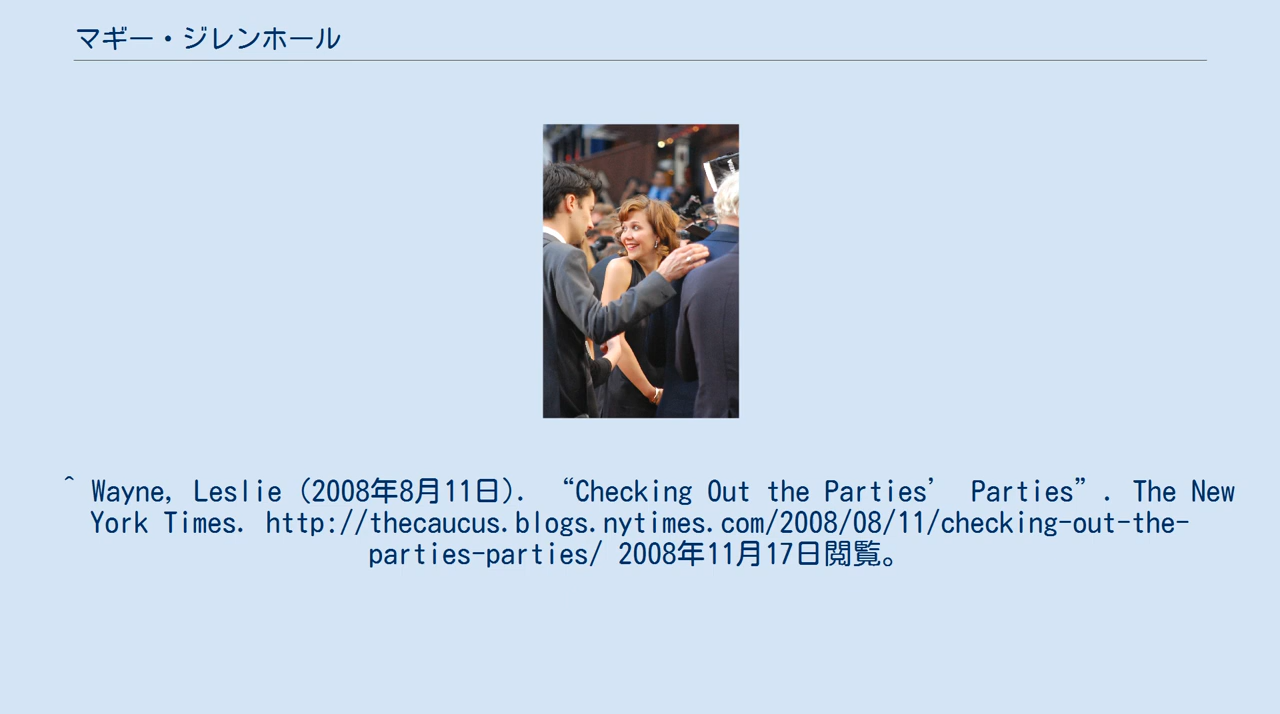 マギー・ジレンホール
^ Wayne, Leslie (2008年8月11日). “Checking Out the Parties’ Parties”. The New
York Times. http://thecaucus.blogs.nytimes.com/2008/08/11/checking-out-the-
parties-parties/ 2008年11月17日閲覧。